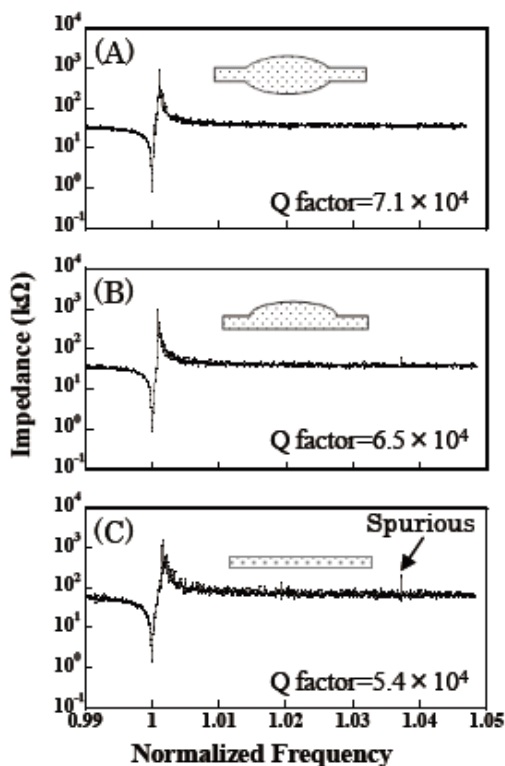 (A)
10⁴
10³
10²
10¹
10⁰
10⁻¹
Q factor=7.1 × 10⁴
(B)
10⁴
10³
10²
10¹
10⁰
10⁻¹
Q factor=6.5 × 10⁴
Impedance (kΩ)
(C)
10⁴
10³
10²
10¹
10⁰
10⁻¹
Spurious
Q factor=5.4 × 10⁴
0.99 1 1.01 1.02 1.03 1.04 1.05
Normalized Frequency